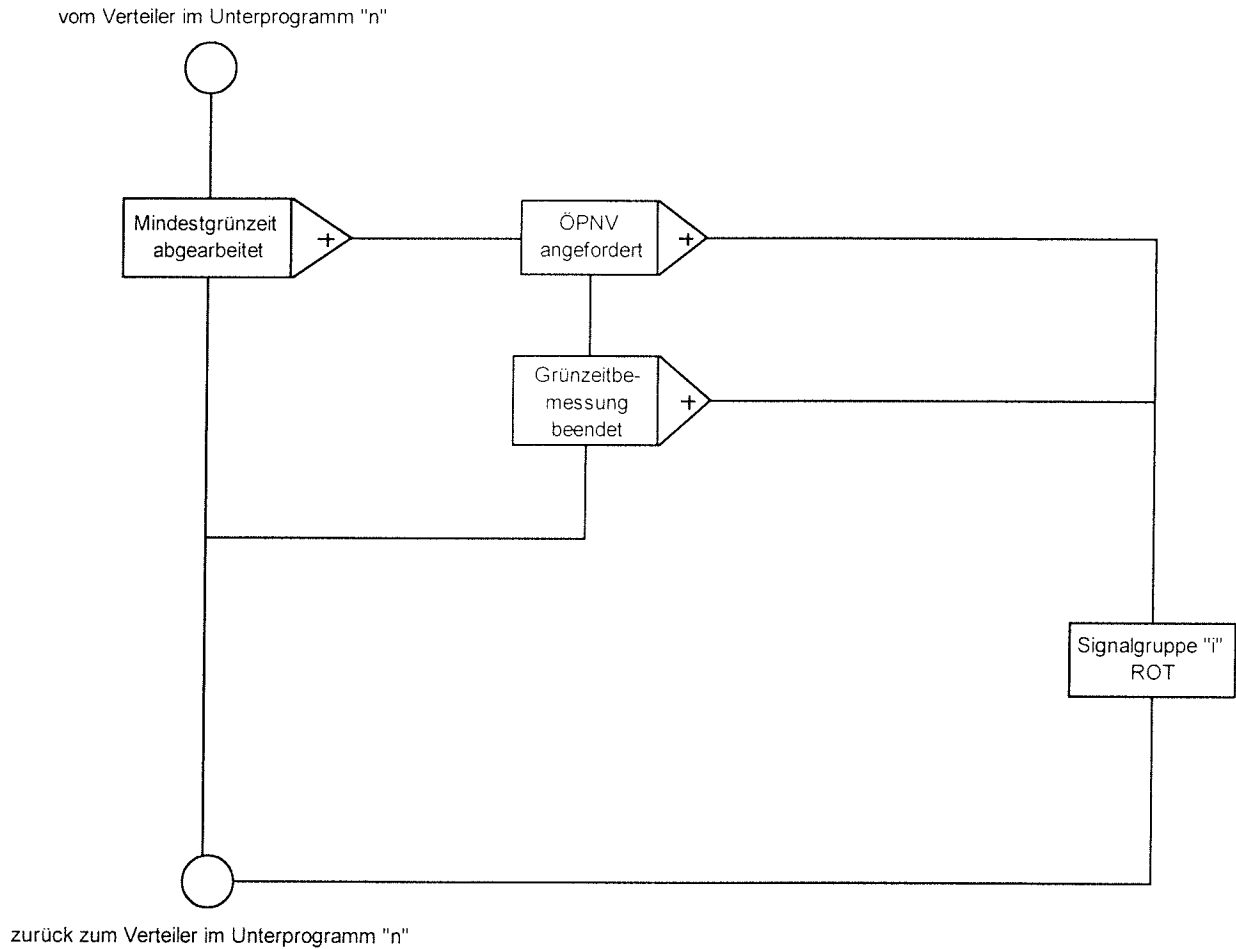 vom Verteiler im Unterprogramm "n"
Mindestgrünzeit
abgearbeitet
+
ÖPNV
angefordert
+
Grünzeitbe-
messung
beendet
+
Signalgruppe "i"
ROT
zurück zum Verteiler im Unterprogramm "n"